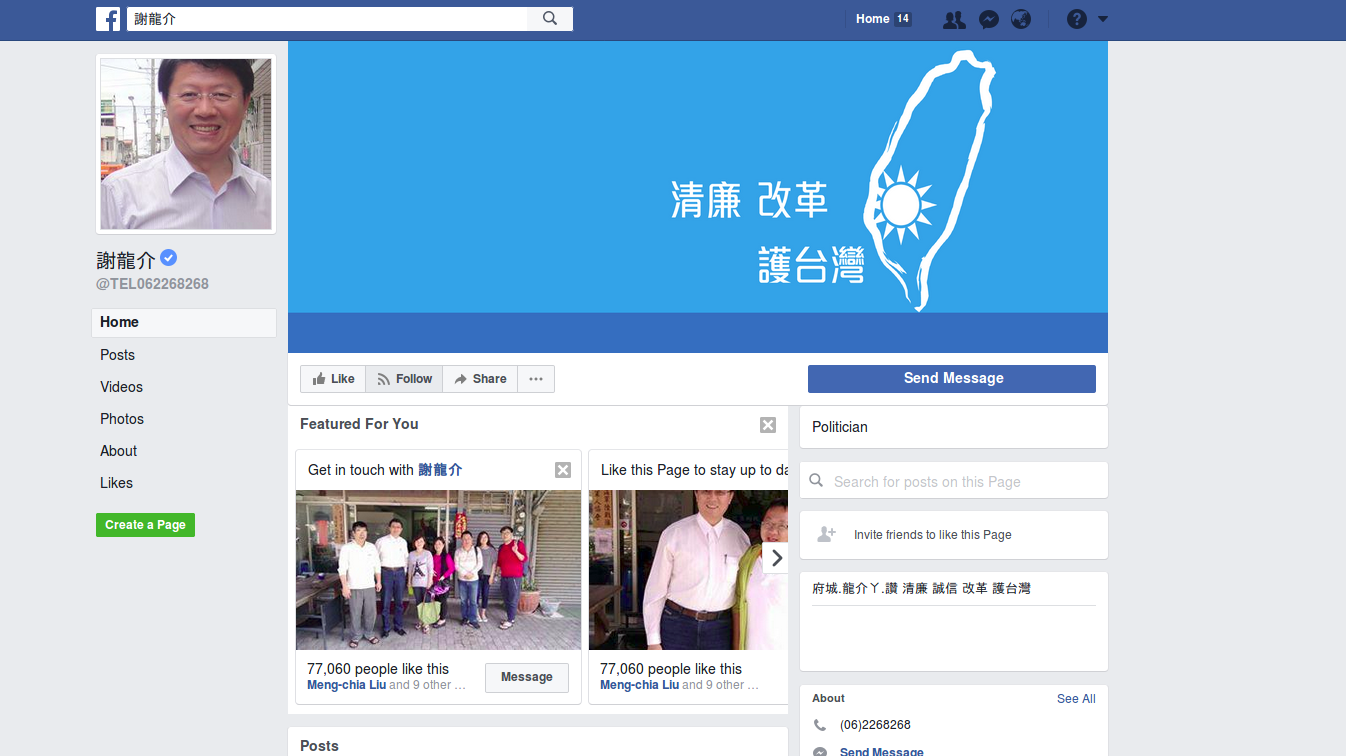 謝龍介
Home 14
清廉 改革
護台灣
謝龍介
@TEL062268268
Home
Posts
Videos
Photos
About
Likes
Create a Page
Like Follow Share
Send Message
Featured For You
Get in touch with 謝龍介
77,060 people like this
Meng-chia Liu and 9 other …
Message
Like this Page to stay up to da
77,060 people like this
Meng-chia Liu and 9 other …
Posts
Politician
Search for posts on this Page
Invite friends to like this Page
府城.龍介丫.讚 清廉 誠信 改革 護台灣
About See All
(06)2268268
Send Message